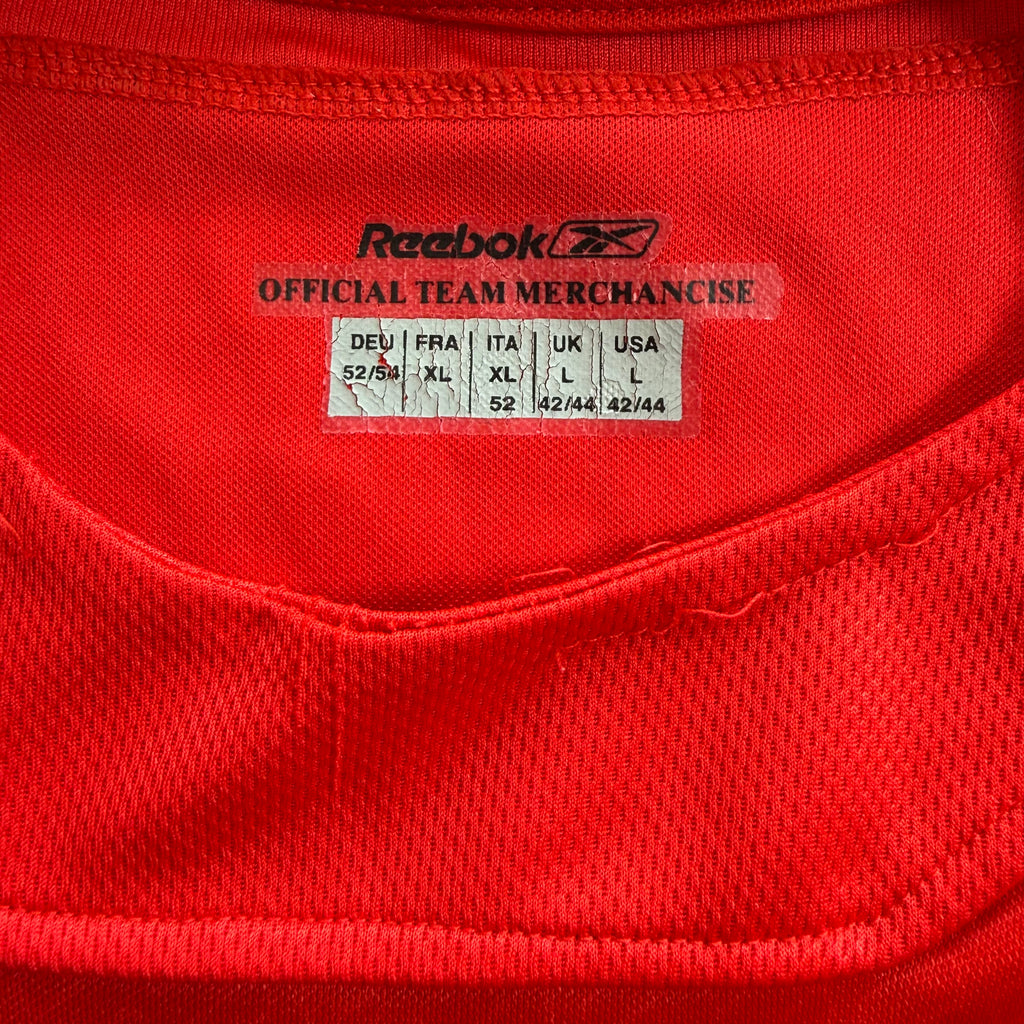 Reebok
OFFICIAL TEAM MERCHANCISE
DEU FRA ITA UK USA
52/54 XL XL L L
52 42/44 42/44